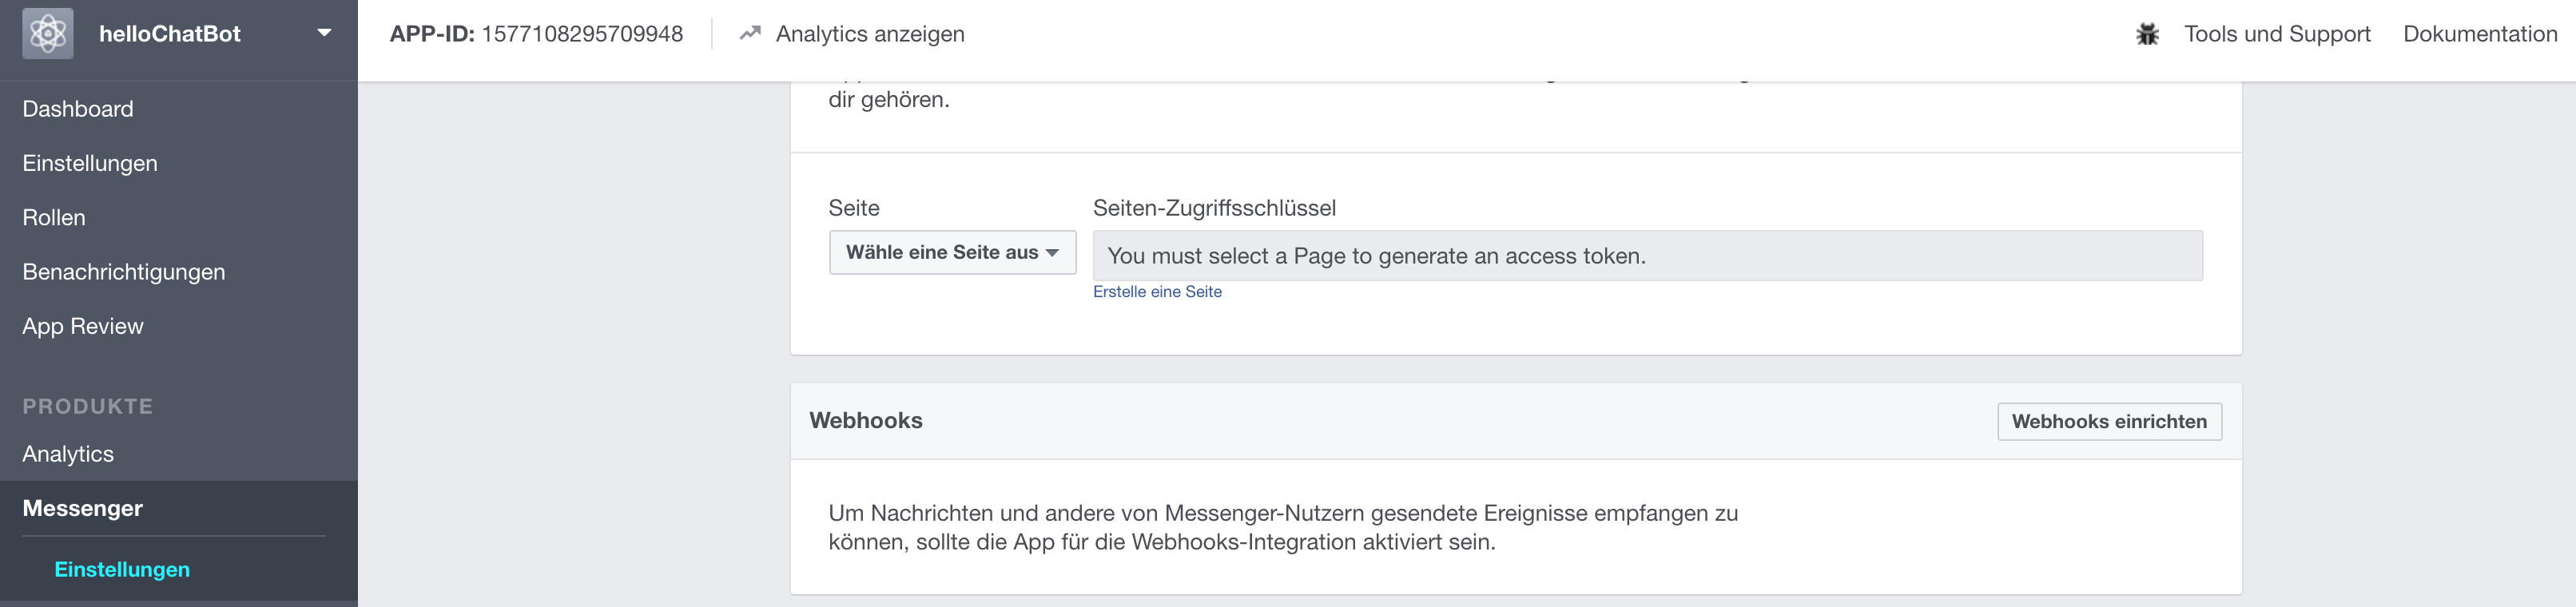 helloChatBot
APP-ID: 1577108295709948
Analytics anzeigen
Tools und Support
Dokumentation
Dashboard
Einstellungen
Rollen
Benachrichtigungen
App Review
PRODUKTE
Analytics
Messenger
Einstellungen
dir gehören.
Seite
Seiten-Zugriffsschlüssel
Wähle eine Seite aus
You must select a Page to generate an access token.
Erstelle eine Seite
Webhooks
Webhooks einrichten
Um Nachrichten und andere von Messenger-Nutzern gesendete Ereignisse empfangen zu
können, sollte die App für die Webhooks-Integration aktiviert sein.